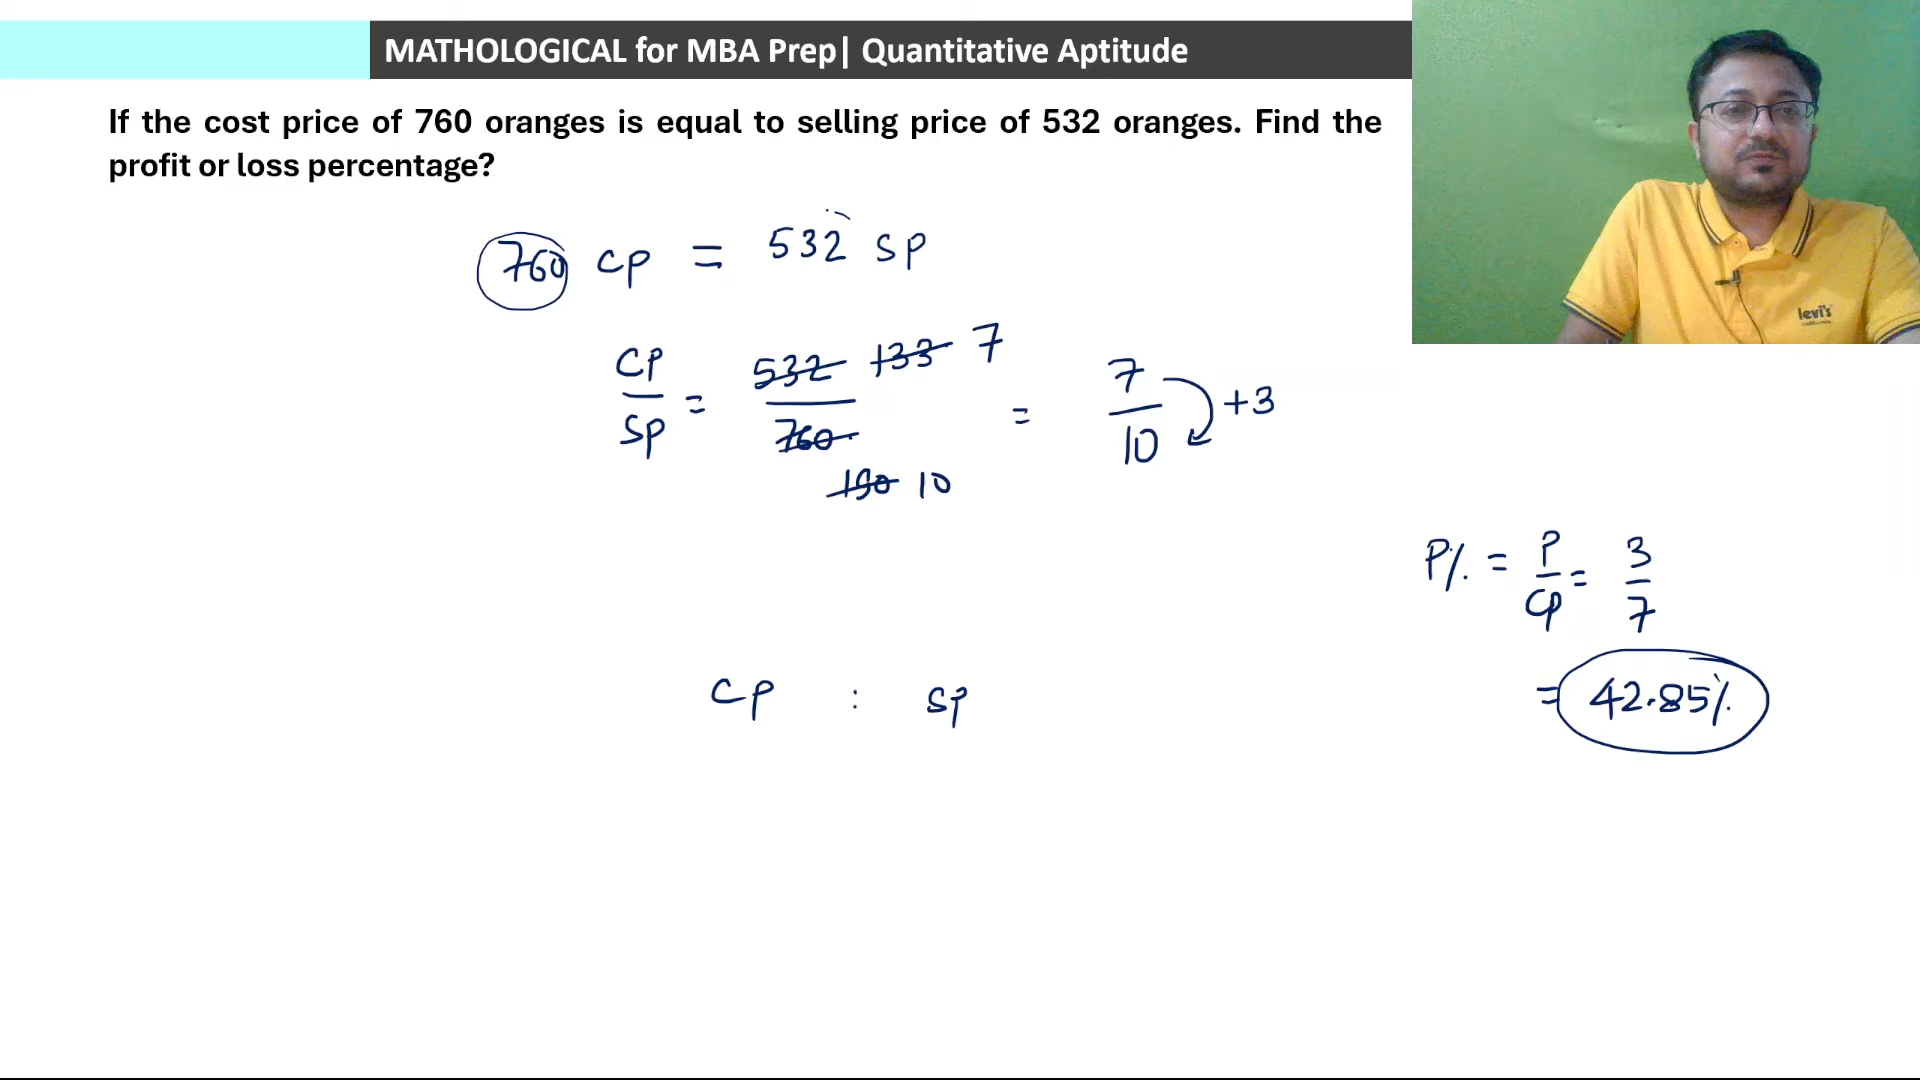 MATHOLOGICAL for MBA Prep| Quantitative Aptitude
If the cost price of 760 oranges is equal to selling price of 532 oranges. Find the
profit or loss percentage?
760 CP = 532 SP
CP/SP = 532/760 133/190 7/10 = 7/10 +3
P% = P/CP = 3/7
= 42.85%
CP : SP
levi's